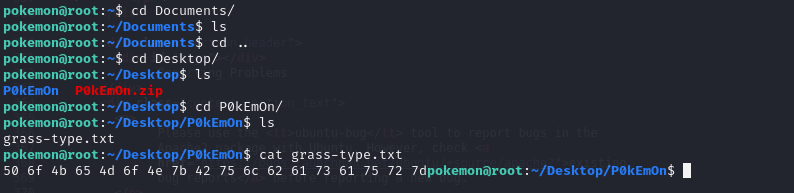 pokemon@root:~$ cd Documents/
pokemon@root:~/Documents$ ls
pokemon@root:~/Documents$ cd ..
pokemon@root:~$ cd Desktop/
pokemon@root:~/Desktop$ ls
P0kEmOn  P0kEmOn.zip
pokemon@root:~/Desktop$ cd P0kEmOn/
pokemon@root:~/Desktop/P0kEmOn$ ls
grass-type.txt
pokemon@root:~/Desktop/P0kEmOn$ cat grass-type.txt
50 6f 4b 65 4d 6f 4e 7b 42 75 6c 62 61 73 61 75 72 7dpokemon@root:~/Desktop/P0kEmOn$